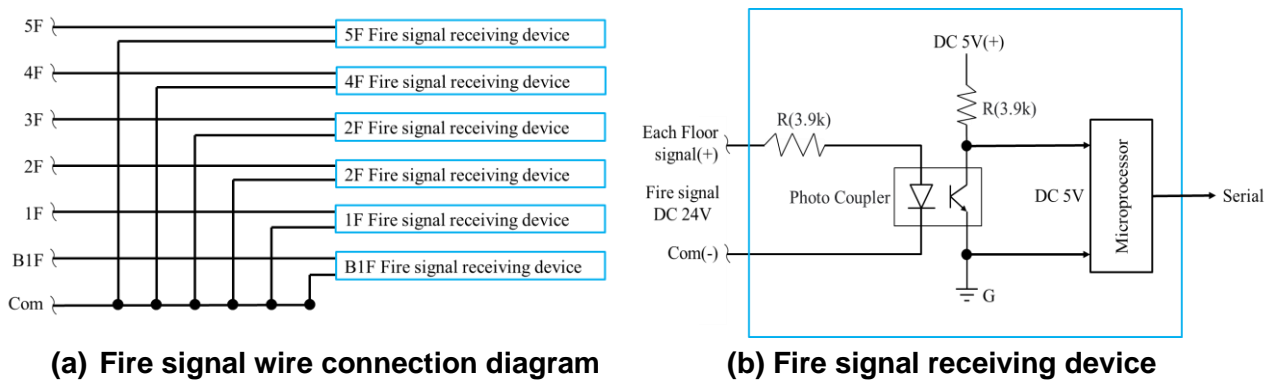 5F
5F Fire signal receiving device
4F
4F Fire signal receiving device
3F
2F Fire signal receiving device
2F
2F Fire signal receiving device
1F
1F Fire signal receiving device
B1F
B1F Fire signal receiving device
Com
(a) Fire signal wire connection diagram
DC 5V(+)
R(3.9k)
R(3.9k)
Each Floor
signal(+)
Fire signal
DC 24V
Photo Coupler
DC 5V
Microprocessor
Serial
Com(-)
G
(b) Fire signal receiving device